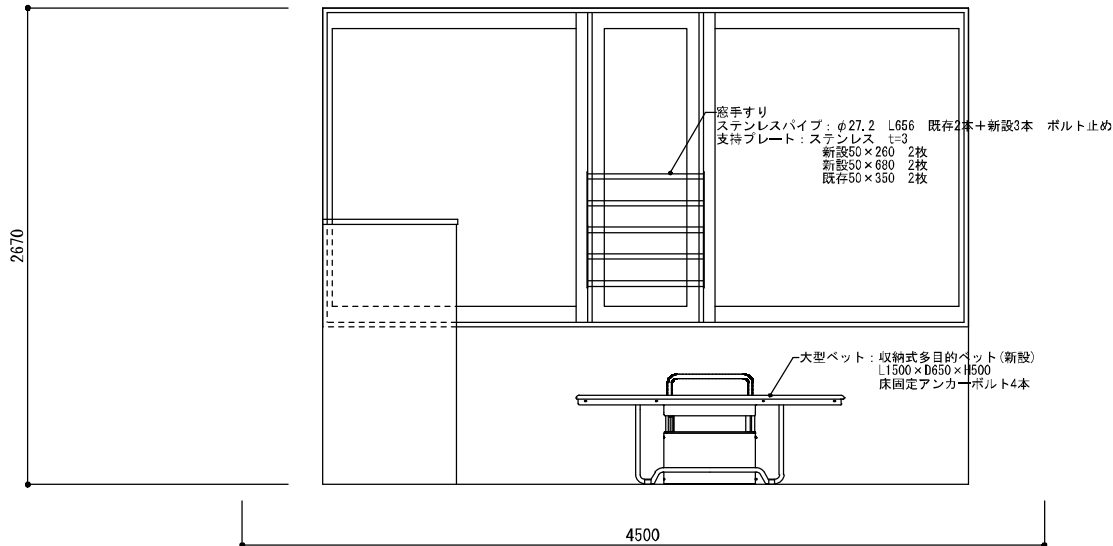 窓手すり
ステンレスパイプ：φ27.2 L656 既存2本＋新設3本 ボルト止め
支持プレート：ステンレス t=3
新設50×260 2枚
新設50×680 2枚
既存50×350 2枚
2670
大型ベット：収納式多目的ベット(新設)
L1500×D650×H500
床固定アンカーボルト4本
4500